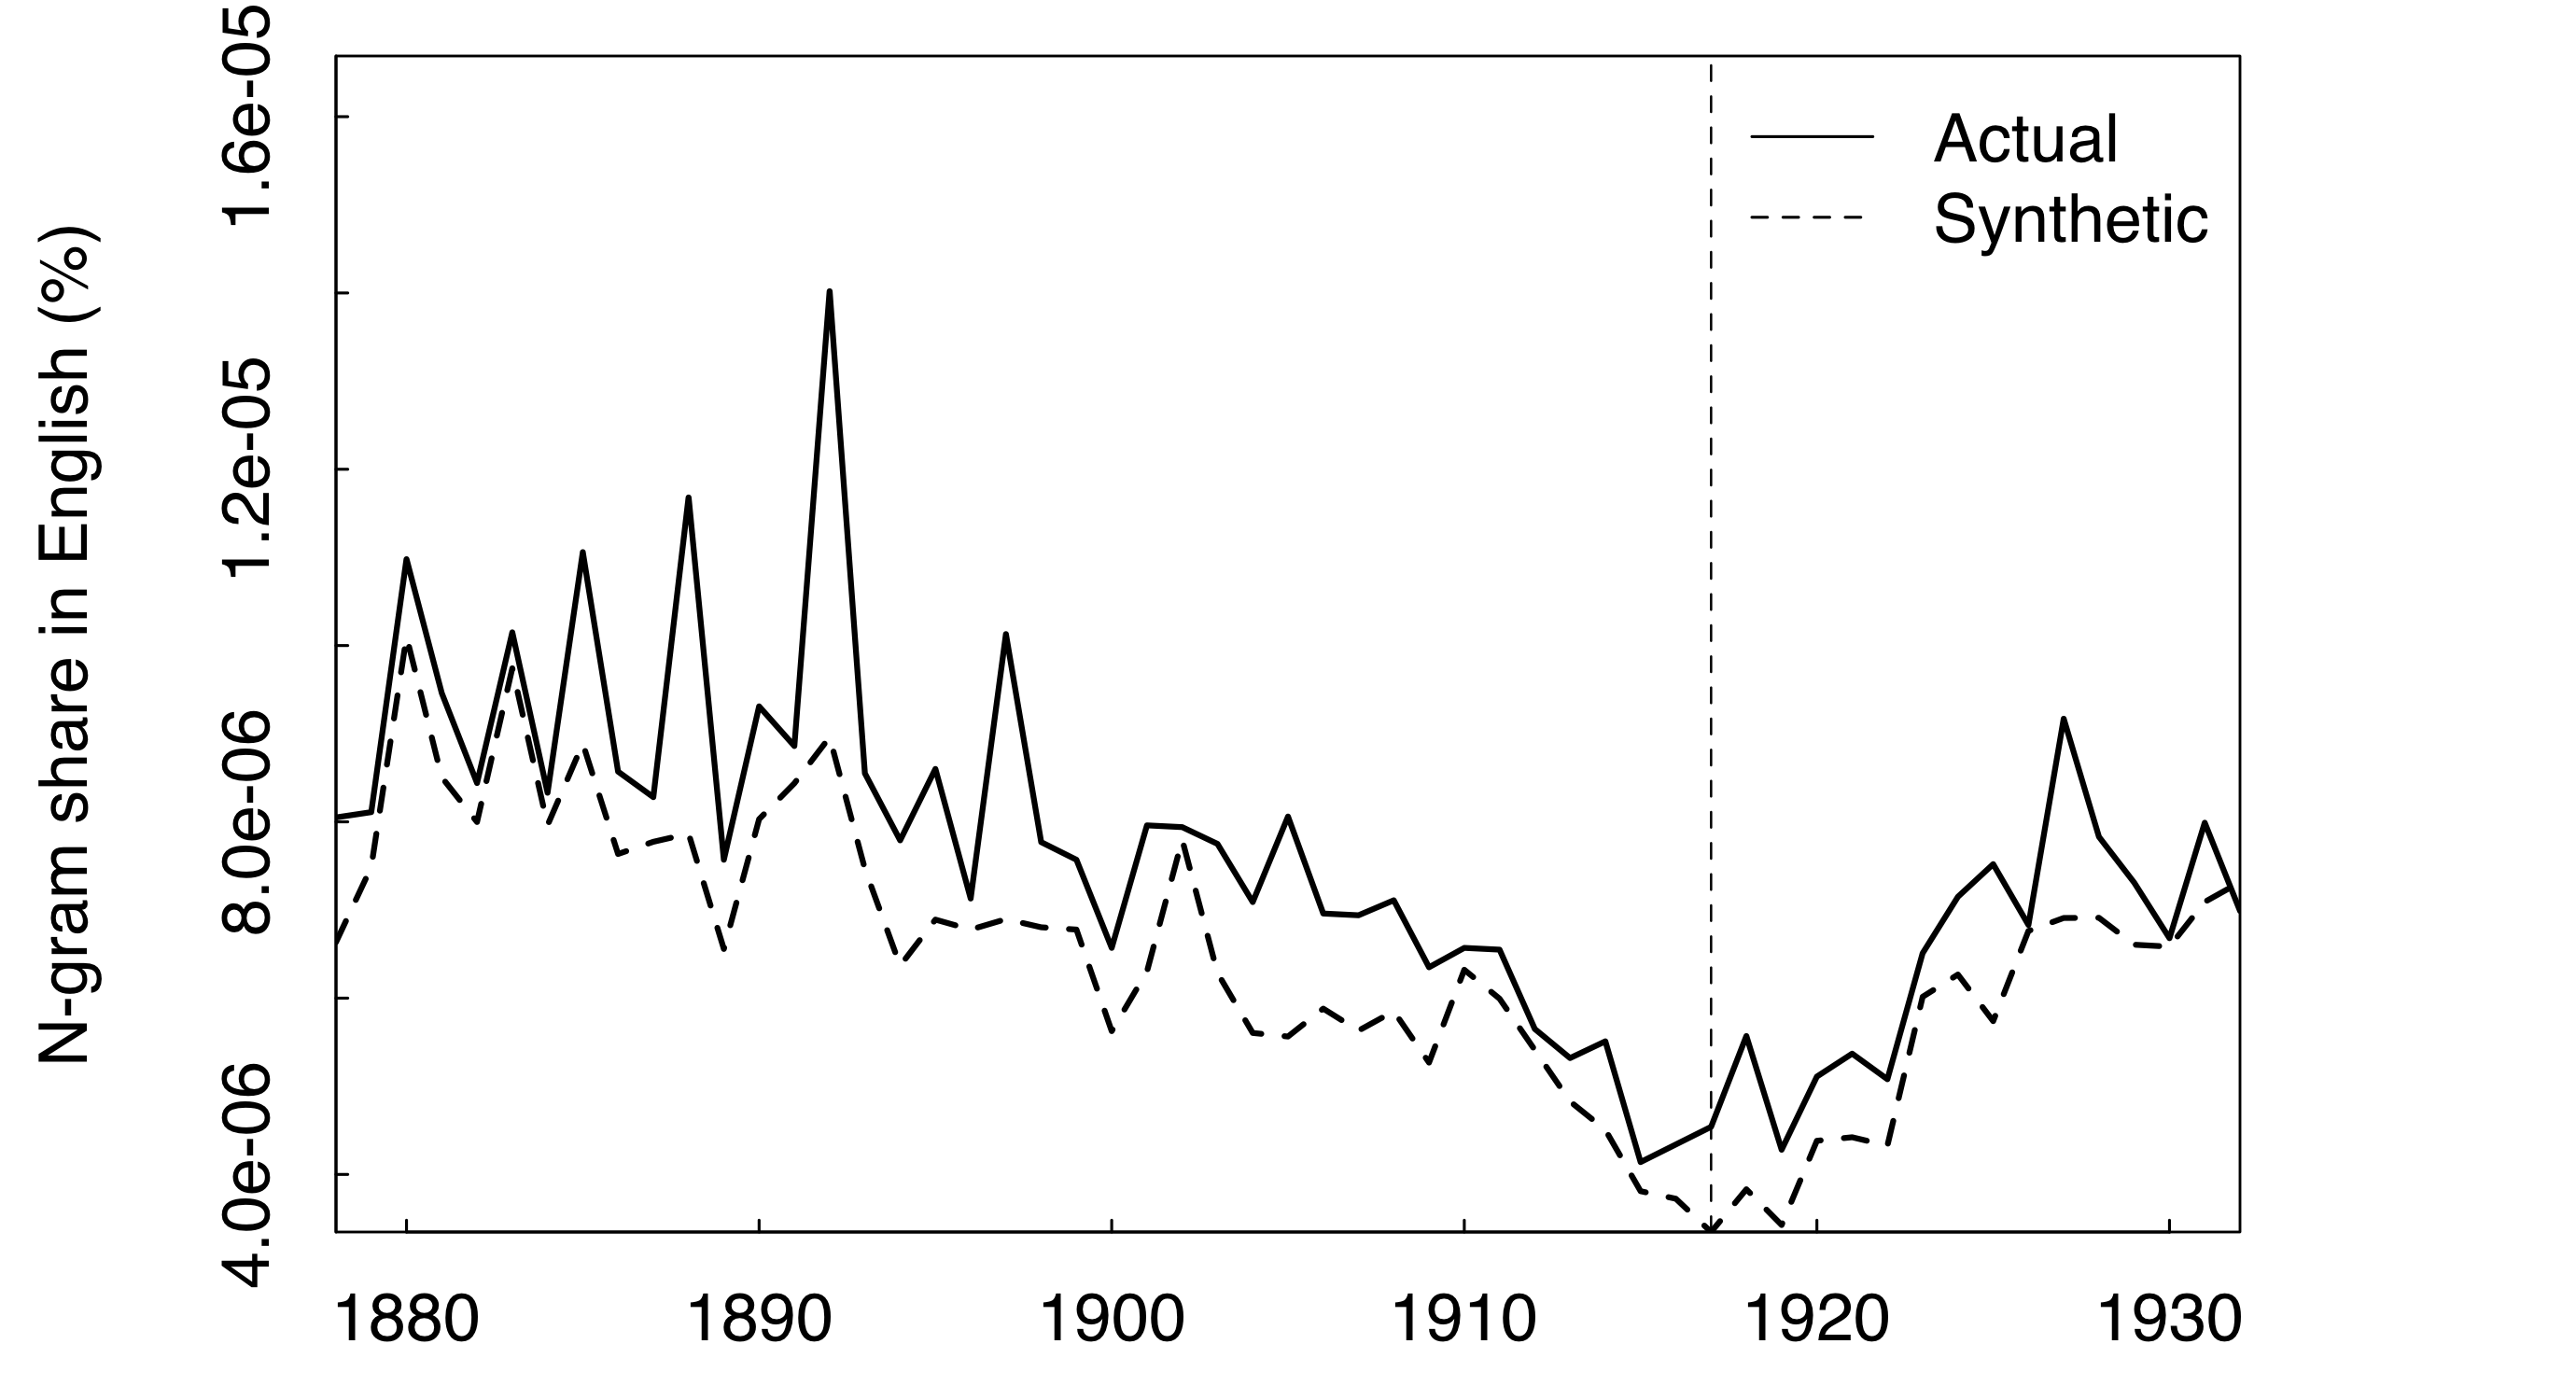 N-gram share in English (%)
1.6e-05
1.2e-05
8.0e-06
4.0e-06
Actual
Synthetic
1880 1890 1900 1910 1920 1930